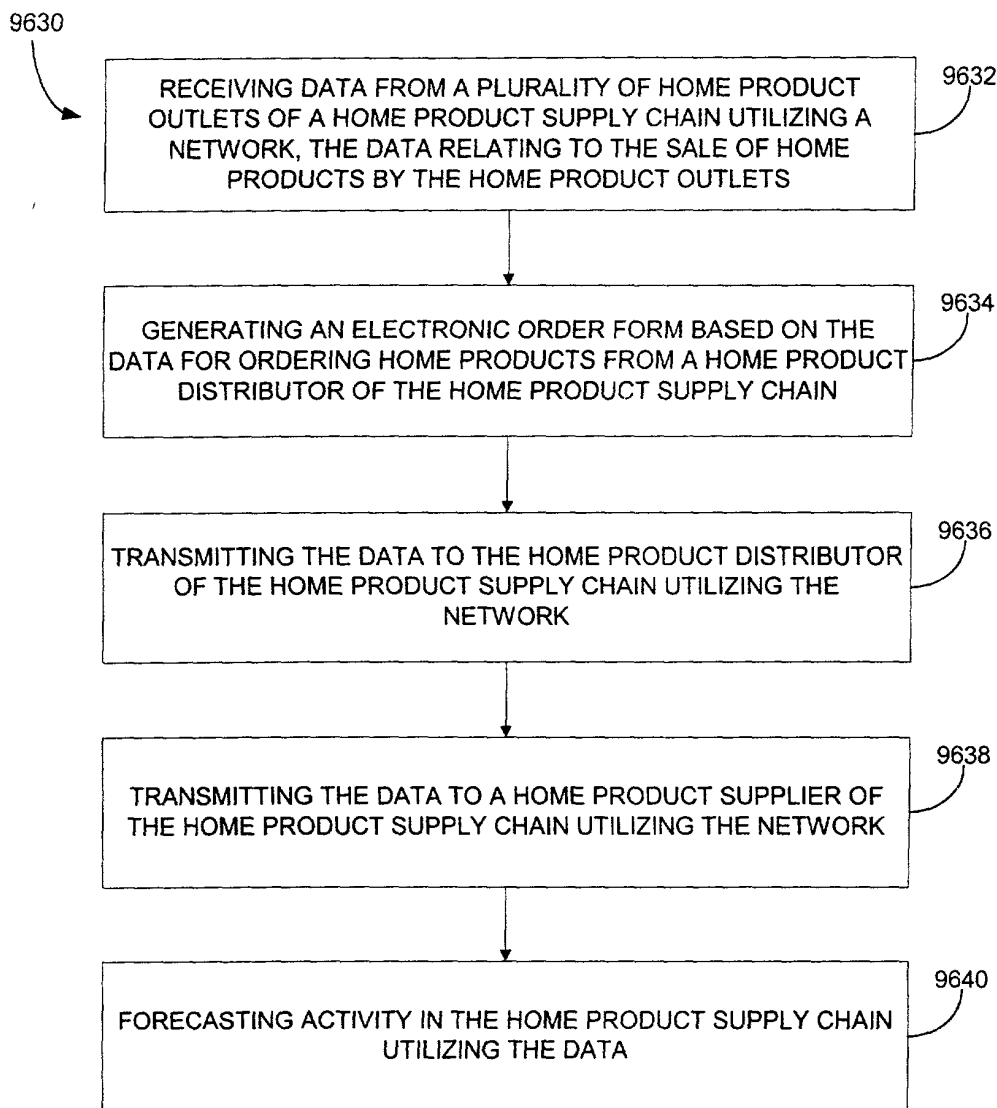 9630
RECEIVING DATA FROM A PLURALITY OF HOME PRODUCT
OUTLETS OF A HOME PRODUCT SUPPLY CHAIN UTILIZING A
NETWORK, THE DATA RELATING TO THE SALE OF HOME
PRODUCTS BY THE HOME PRODUCT OUTLETS
9632
GENERATING AN ELECTRONIC ORDER FORM BASED ON THE
DATA FOR ORDERING HOME PRODUCTS FROM A HOME PRODUCT
DISTRIBUTOR OF THE HOME PRODUCT SUPPLY CHAIN
9634
TRANSMITTING THE DATA TO THE HOME PRODUCT DISTRIBUTOR
OF THE HOME PRODUCT SUPPLY CHAIN UTILIZING THE
NETWORK
9636
TRANSMITTING THE DATA TO A HOME PRODUCT SUPPLIER OF
THE HOME PRODUCT SUPPLY CHAIN UTILIZING THE NETWORK
9638
FORECASTING ACTIVITY IN THE HOME PRODUCT SUPPLY CHAIN
UTILIZING THE DATA
9640